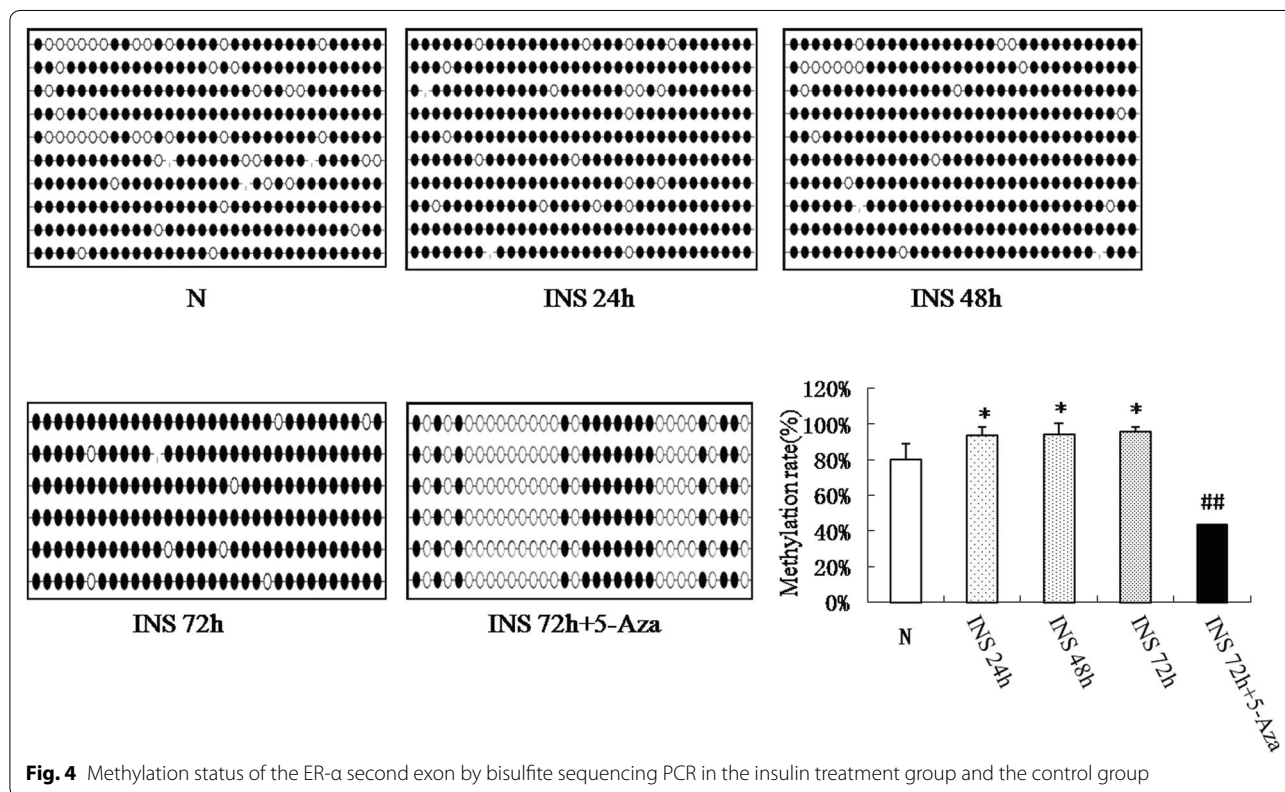 N
INS 24h
INS 48h
INS 72h
INS 72h+5-Aza
Methylation rate(%)
120%
100%
80%
60%
40%
20%
0%
*
*
*
##
N
INS 24h
INS 48h
INS 72h
INS 72h+5-Aza
Fig. 4 Methylation status of the ER-α second exon by bisulfite sequencing PCR in the insulin treatment group and the control group